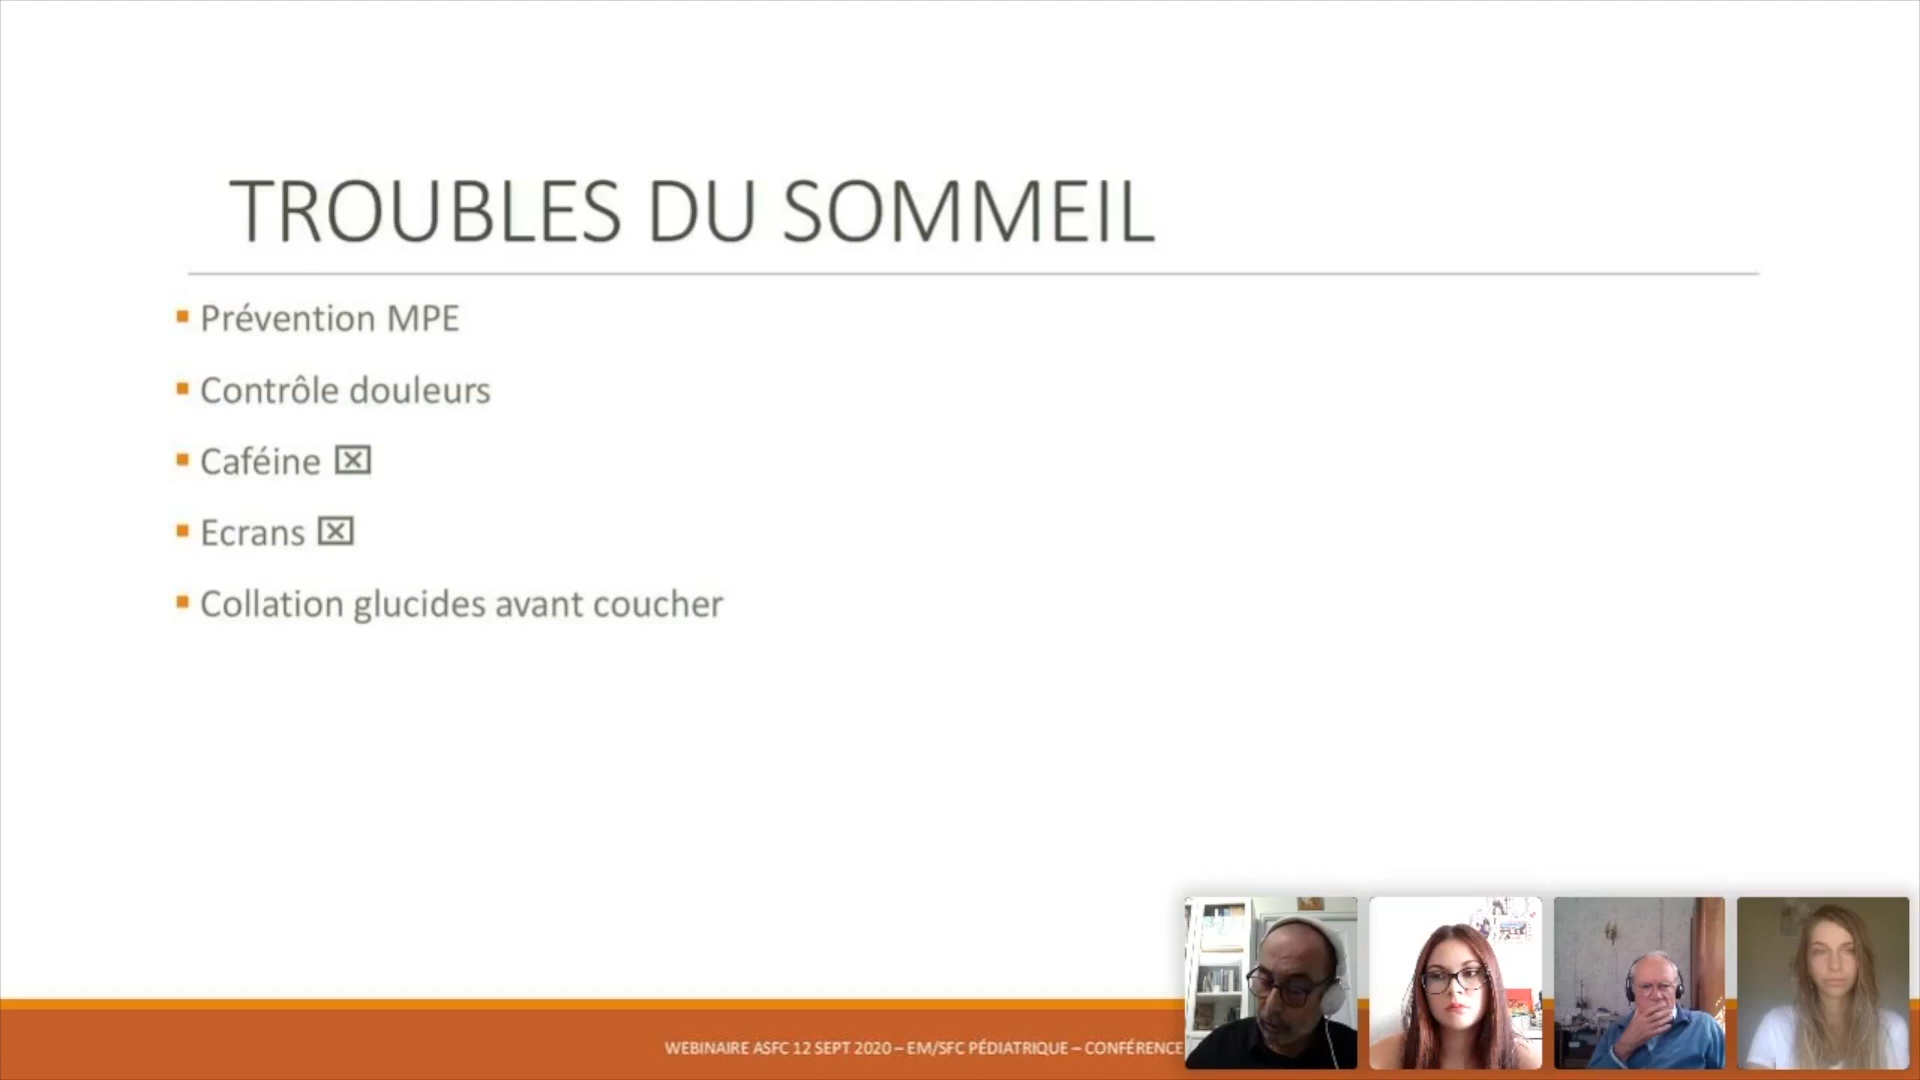 TROUBLES DU SOMMEIL
Prévention MPE
Contrôle douleurs
Caféine
Ecrans
Collation glucides avant coucher
WEBINAIRE ASFC 12 SEPT 2020 – EM/SFC PÉDIATRIQUE – CONFÉRENCE